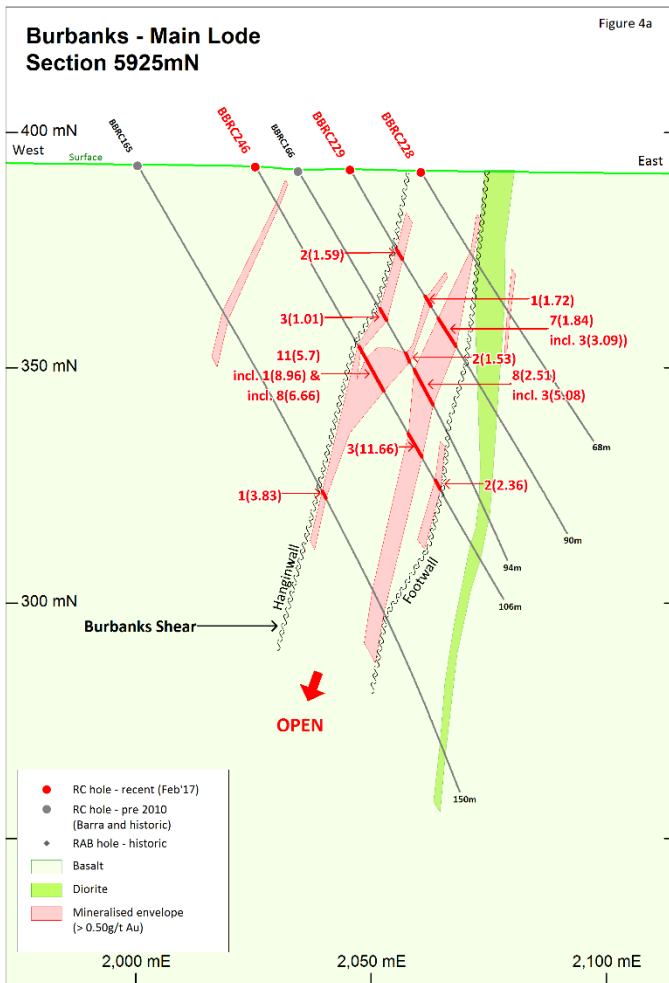 Figure 4a
Burbanks - Main Lode
Section 5925mN
BBRC165
BBRC246
BBRC166
BBRC229
BBRC228
400 mN
West
Surface
East
2(1.59)
1(1.72)
3(1.01)
7(1.84)
incl. 3(3.09))
11(5.7)
incl. 1(8.96) &
incl. 8(6.66)
350 mN
2(1.53)
8(2.51)
incl. 3(5.08)
3(11.66)
68m
1(3.83)
2(2.36)
90m
94m
Hanginwall
Footwall
106m
300 mN
Burbanks Shear
OPEN
150m
RC hole - recent (Feb'17)
RC hole - pre 2010
(Barra and historic)
RAB hole - historic
Basalt
Diorite
Mineralised envelope
(> 0.50g/t Au)
2,000 mE
2,050 mE
2,100 mE